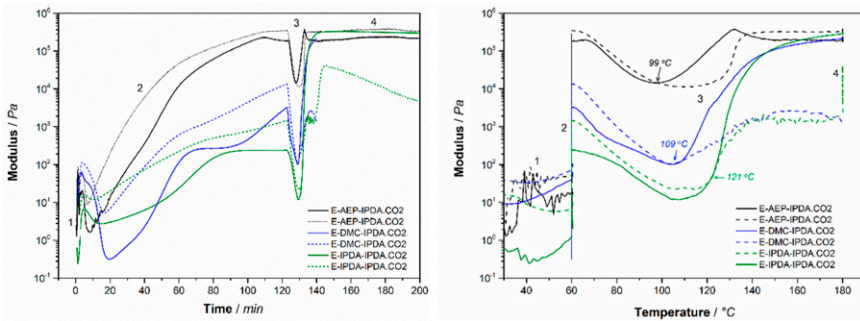 10⁶
10⁵
10⁴
10³
10²
10¹
10⁰
10⁻¹
Modulus / Pa
1
2
3
4
E-AEP-IPDA.CO2
E-AEP-IPDA.CO2
E-DMC-IPDA.CO2
E-DMC-IPDA.CO2
E-IPDA-IPDA.CO2
E-IPDA-IPDA.CO2
0 20 40 60 80 100 120 140 160 180 200
Time / min
10⁶
10⁵
10⁴
10³
10²
10¹
10⁰
10⁻¹
Modulus / Pa
1
2
3
4
99 °C
109 °C
121 °C
E-AEP-IPDA.CO2
E-AEP-IPDA.CO2
E-DMC-IPDA.CO2
E-DMC-IPDA.CO2
E-IPDA-IPDA.CO2
E-IPDA-IPDA.CO2
40 60 80 100 120 140 160 180
Temperature / °C